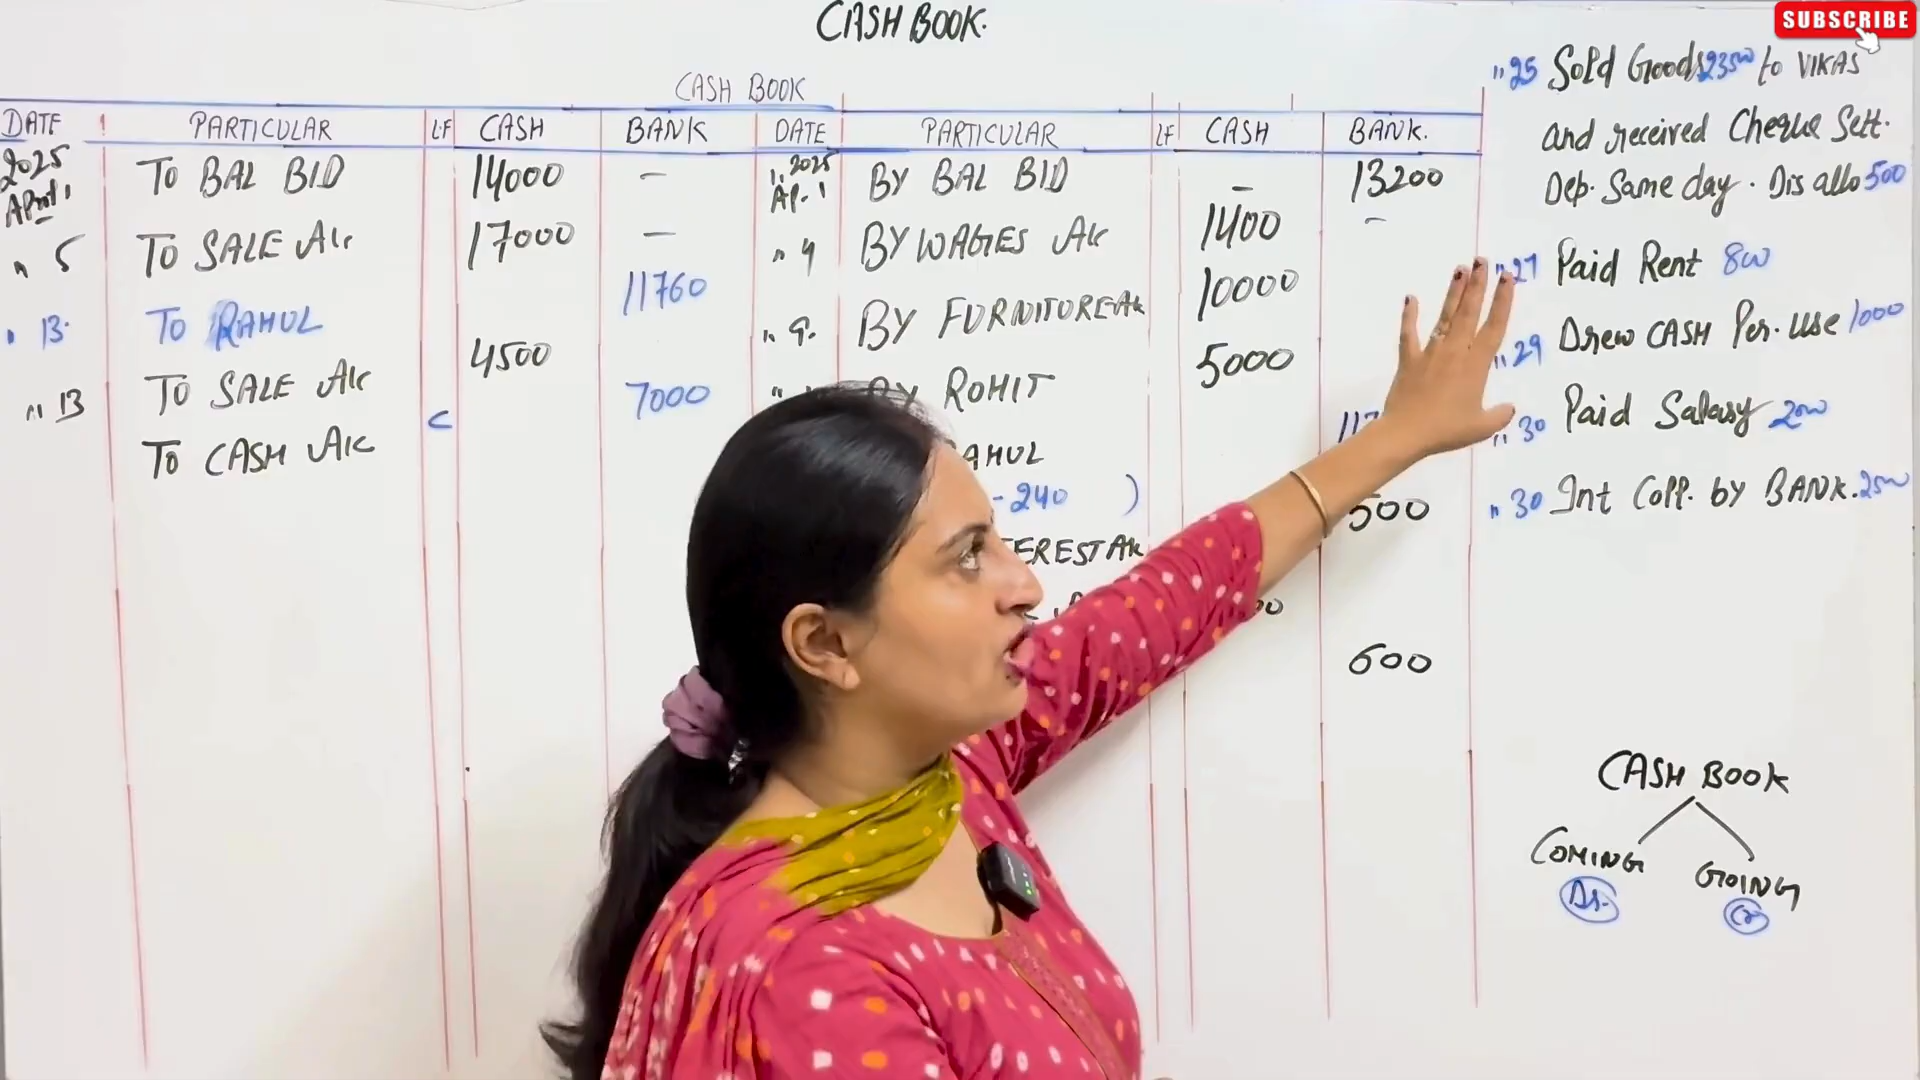 CASH BOOK.
SUBSCRIBE
CASH BOOK
DATE PARTICULAR LF CASH BANK DATE PARTICULAR LF CASH BANK.
2025 April 1 TO BAL B/D 14000 - 2025 AP. 1 BY BAL B/D - 13200
" 5 TO SALE A/c 17000 - " 4 BY WAGES A/c 1400 -
" 13 TO RAHUL 11760 " 9. BY FURNITURE A/c 10000
" 13 TO SALE A/c 4500 BY ROHIT 5000
TO CASH A/c C 7000 AHUL
-240 )
EREST A/c 500
600
" 25 Sold Goods 23500 to VIKAS
and received Cheque Sett.
Dep. Same day. Dis allo 500
" 27 Paid Rent 800
" 29 Drew CASH Per. use 1000
" 30 Paid Salary 2000
" 30 Int Coll. by BANK. 2500
CASH BOOK
COMING GOING
Dr. Cr